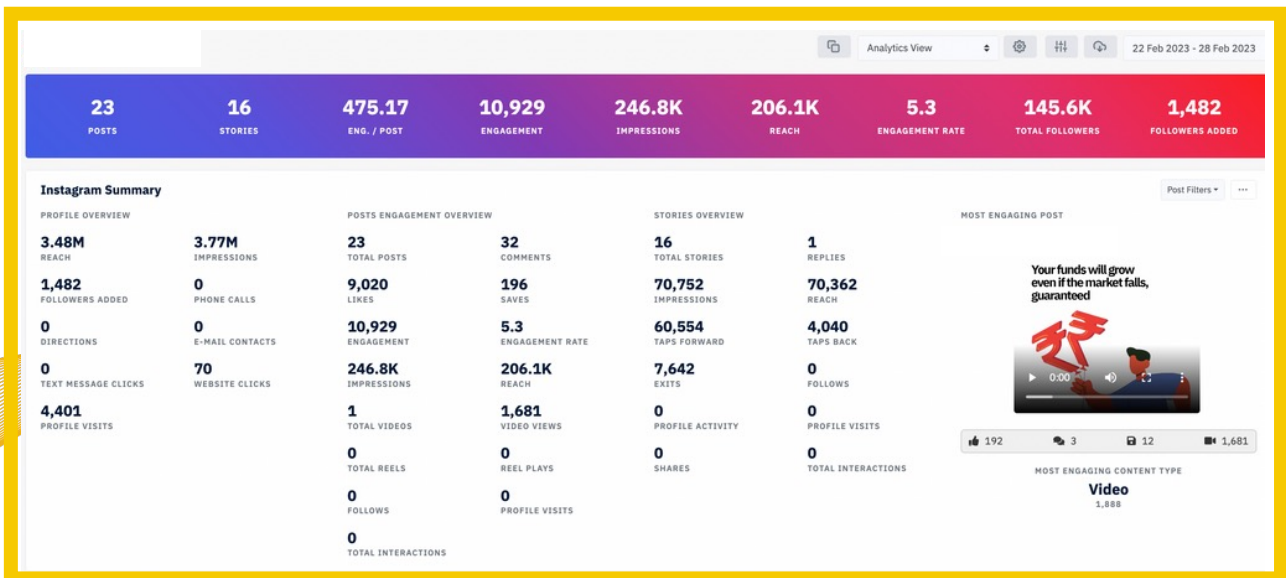 Analytics View
22 Feb 2023 - 28 Feb 2023
23 16 475.17 10,929 246.8K 206.1K 5.3 145.6K 1,482
POSTS STORIES ENG. / POST ENGAGEMENT IMPRESSIONS REACH ENGAGEMENT RATE TOTAL FOLLOWERS FOLLOWERS ADDED
Instagram Summary
Post Filters
PROFILE OVERVIEW
3.48M 3.77M
REACH IMPRESSIONS
1,482 0
FOLLOWERS ADDED PHONE CALLS
0 0
DIRECTIONS E-MAIL CONTACTS
0 70
TEXT MESSAGE CLICKS WEBSITE CLICKS
4,401
PROFILE VISITS
POSTS ENGAGEMENT OVERVIEW
23 32
TOTAL POSTS COMMENTS
9,020 196
LIKES SAVES
10,929 5.3
ENGAGEMENT ENGAGEMENT RATE
246.8K 206.1K
IMPRESSIONS REACH
1 1,681
TOTAL VIDEOS VIDEO VIEWS
0 0
TOTAL REELS REEL PLAYS
0 0
FOLLOWS PROFILE VISITS
0
TOTAL INTERACTIONS
STORIES OVERVIEW
16 1
TOTAL STORIES REPLIES
70,752 70,362
IMPRESSIONS REACH
60,554 4,040
TAPS FORWARD TAPS BACK
7,642 0
EXITS FOLLOWS
0 0
PROFILE ACTIVITY PROFILE VISITS
0 0
SHARES TOTAL INTERACTIONS
MOST ENGAGING POST
Your funds will grow
even if the market falls,
guaranteed
0:00
192 3 12 1,681
MOST ENGAGING CONTENT TYPE
Video
1,888